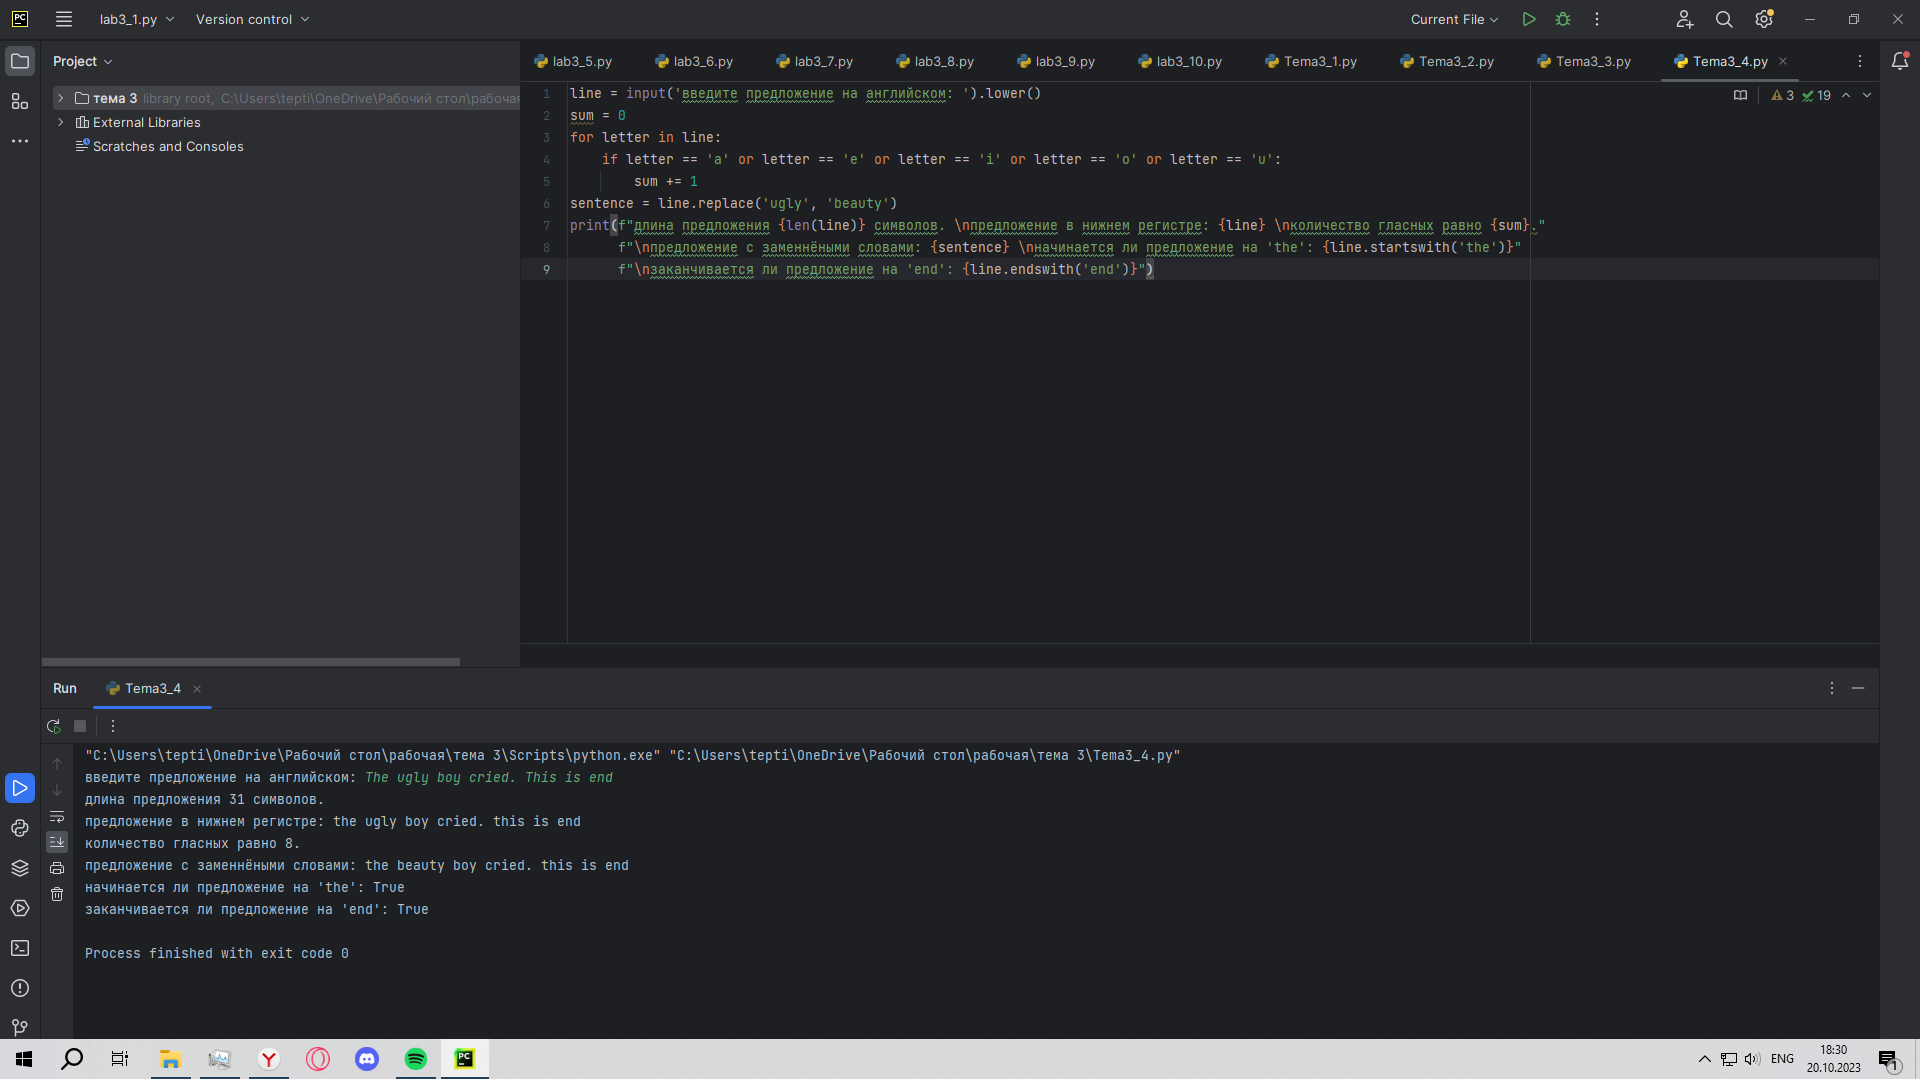 PC lab3_1.py Version control Current File
Project
lab3_5.py lab3_6.py lab3_7.py lab3_8.py lab3_9.py lab3_10.py Tema3_1.py Tema3_2.py Tema3_3.py Tema3_4.py
тема 3 library root, C:\Users\tepti\OneDrive\Рабочий стол\рабочая
External Libraries
Scratches and Consoles
3 19
1 line = input('введите предложение на английском: ').lower()
2 sum = 0
3 for letter in line:
4 if letter == 'a' or letter == 'e' or letter == 'i' or letter == 'o' or letter == 'u':
5 sum += 1
6 sentence = line.replace('ugly', 'beauty')
7 print(f"длина предложения {len(line)} символов. \nпредложение в нижнем регистре: {line} \nколичество гласных равно {sum}."
8 f"\nпредложение с заменнёными словами: {sentence} \nначинается ли предложение на 'the': {line.startswith('the')}"
9 f"\nзаканчивается ли предложение на 'end': {line.endswith('end')}")
Run Tema3_4
"C:\Users\tepti\OneDrive\Рабочий стол\рабочая\тема 3\Scripts\python.exe" "C:\Users\tepti\OneDrive\Рабочий стол\рабочая\тема 3\Tema3_4.py"
введите предложение на английском: The ugly boy cried. This is end
длина предложения 31 символов.
предложение в нижнем регистре: the ugly boy cried. this is end
количество гласных равно 8.
предложение с заменнёными словами: the beauty boy cried. this is end
начинается ли предложение на 'the': True
заканчивается ли предложение на 'end': True
Process finished with exit code 0
PC
ENG
18:30
20.10.2023
1